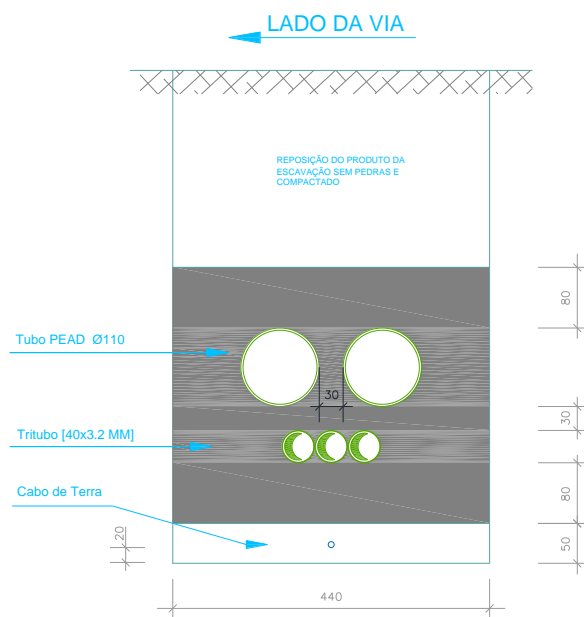 LADO DA VIA
REPOSIÇÃO DO PRODUTO DA
ESCAVAÇÃO SEM PEDRAS E
COMPACTADO
80
Tubo PEAD Ø110
30
30
Tritubo [40x3.2 MM]
80
Cabo de Terra
20
50
440